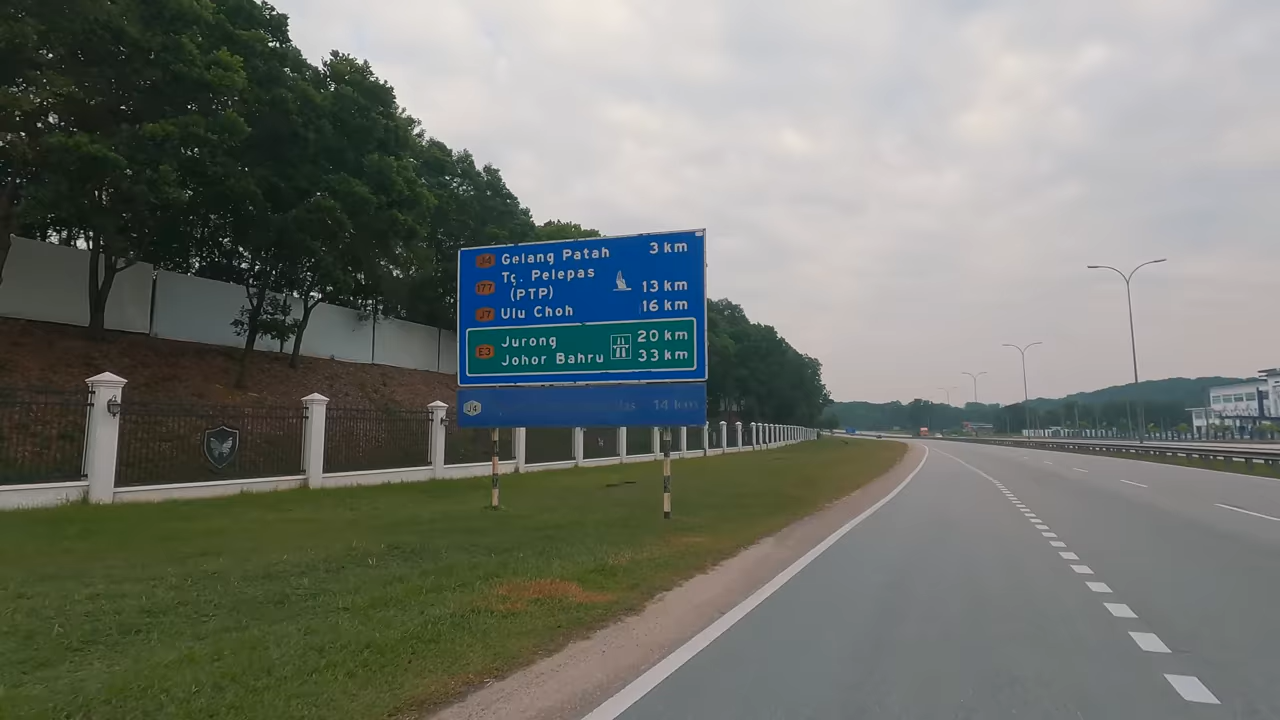 J4 Gelang Patah 3 km
177 Tg. Pelepas
(PTP) 13 km
J7 Ulu Choh 16 km
E3 Jurong 20 km
Johor Bahru 33 km
J4 14 km